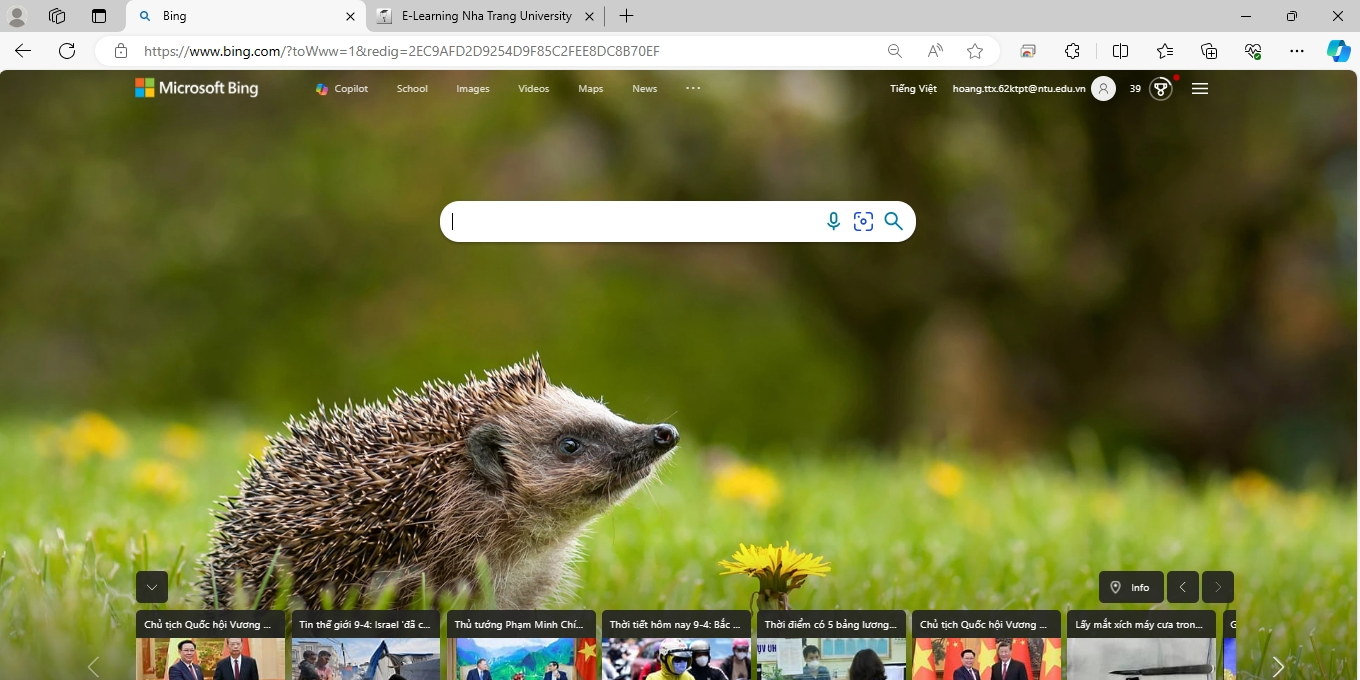 Bing
E-Learning Nha Trang University
https://www.bing.com/?toWww=1&redig=2EC9AFD2D9254D9F85C2FEE8DC8B70EF
Microsoft Bing
Copilot
School
Images
Videos
Maps
News
Tiếng Việt
hoang.ttx.62ktpt@ntu.edu.vn
39
Info
Chủ tịch Quốc hội Vương ...
Tin thế giới 9-4: Israel 'đã c...
Thủ tướng Phạm Minh Chí...
Thời tiết hôm nay 9-4: Bắc ...
Thời điểm có 5 bảng lương...
Chủ tịch Quốc hội Vương ...
Lấy mắt xích máy cưa tron...